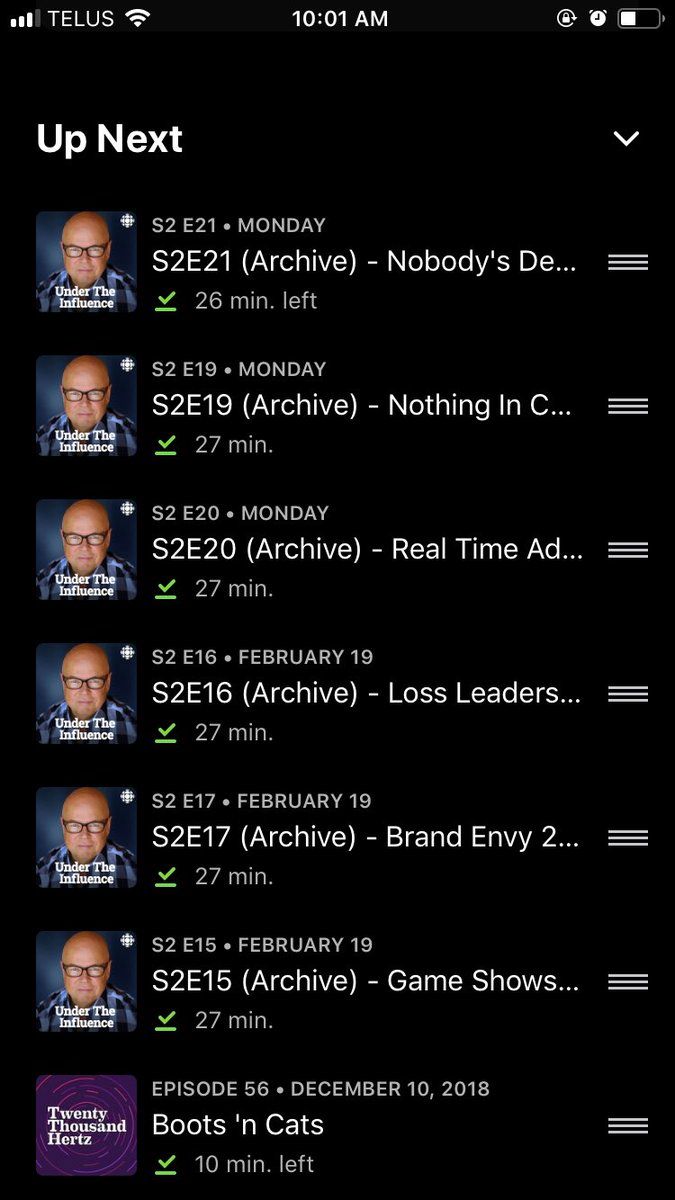 TELUS 10:01 AM
Up Next
Under The
Influence
S2 E21 • MONDAY
S2E21 (Archive) - Nobody's De...
26 min. left
Under The
Influence
S2 E19 • MONDAY
S2E19 (Archive) - Nothing In C...
27 min.
Under The
Influence
S2 E20 • MONDAY
S2E20 (Archive) - Real Time Ad...
27 min.
Under The
Influence
S2 E16 • FEBRUARY 19
S2E16 (Archive) - Loss Leaders...
27 min.
Under The
Influence
S2 E17 • FEBRUARY 19
S2E17 (Archive) - Brand Envy 2...
27 min.
Under The
Influence
S2 E15 • FEBRUARY 19
S2E15 (Archive) - Game Shows...
27 min.
Twenty
Thousand
Hertz
EPISODE 56 • DECEMBER 10, 2018
Boots 'n Cats
10 min. left